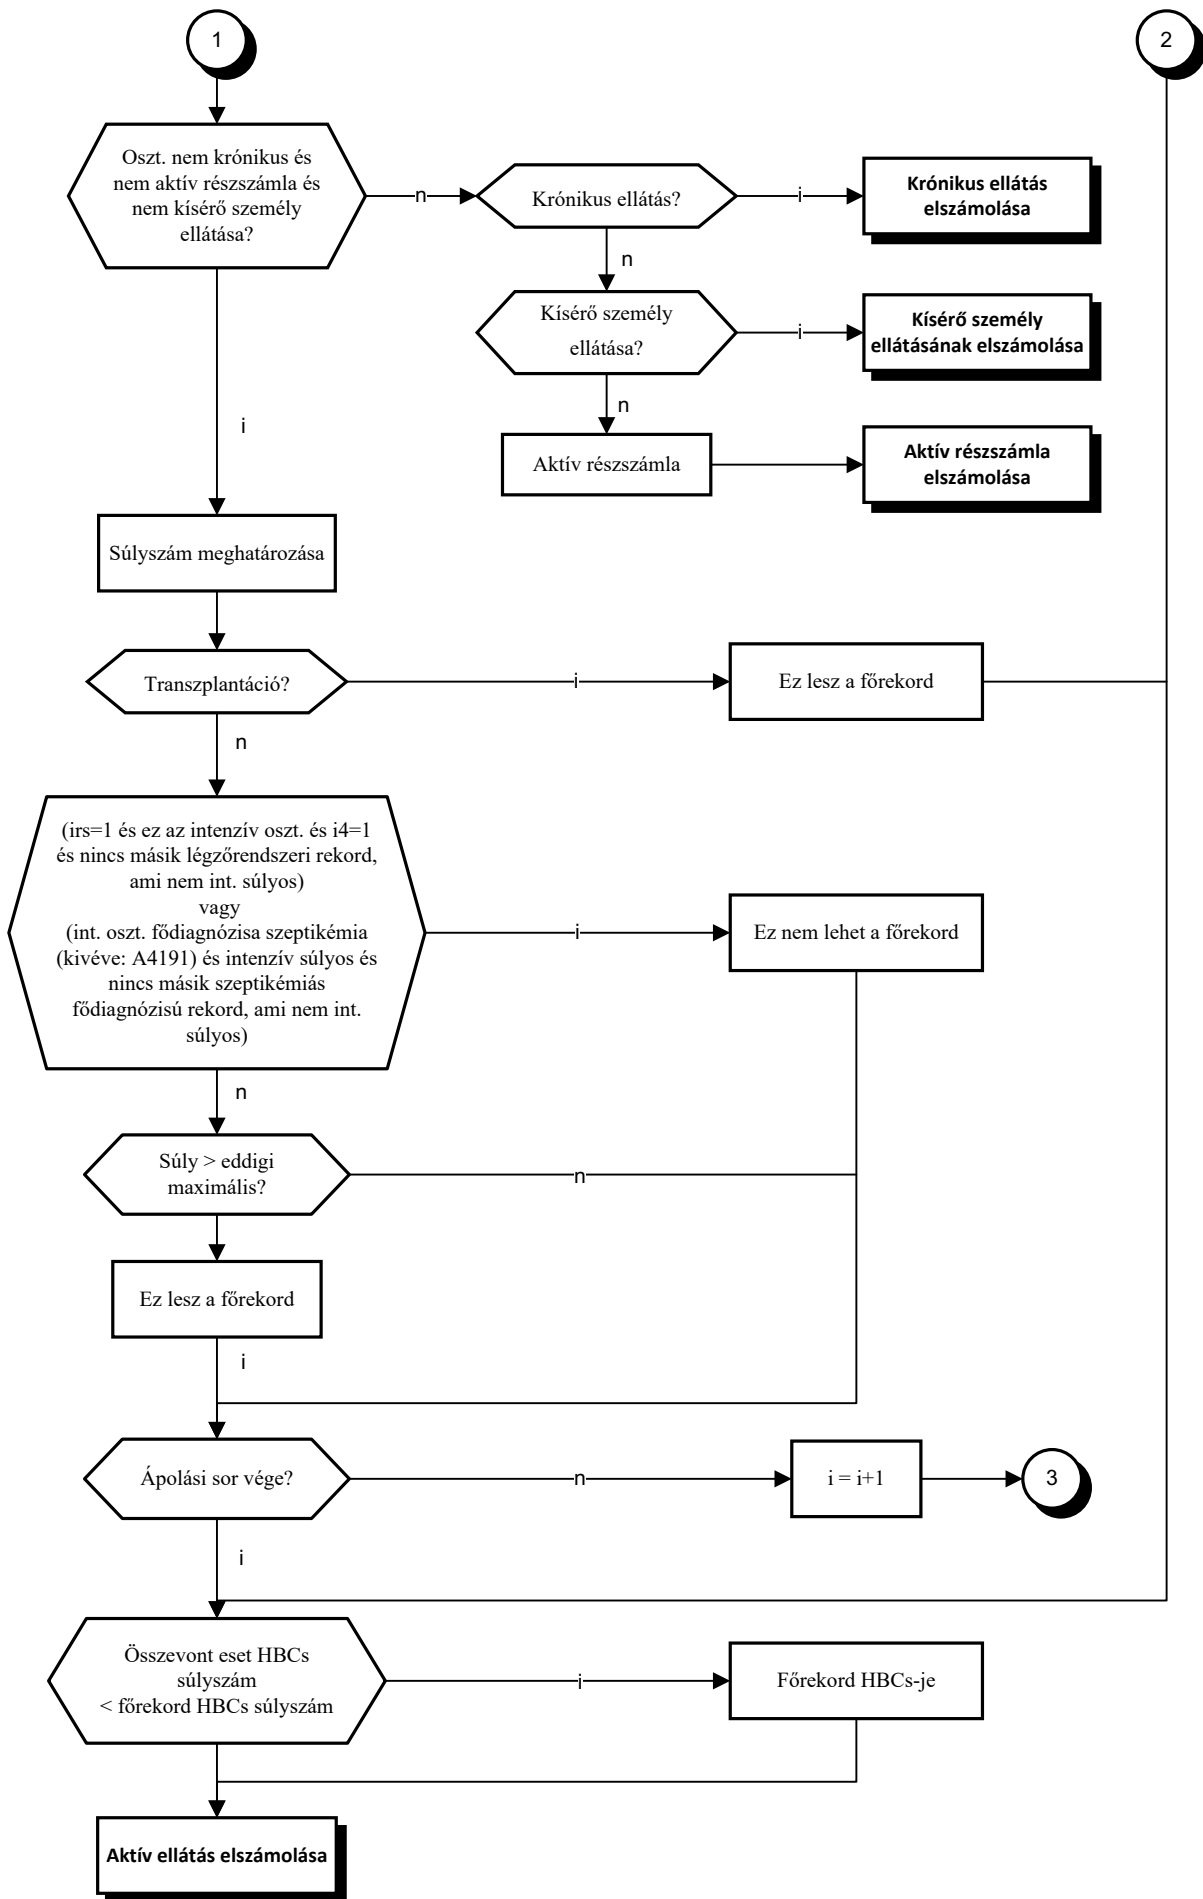 1
2
Oszt. nem krónikus és
nem aktív részszámla és
nem kísérő személy
ellátása?
n
Krónikus ellátás?
i
Krónikus ellátás
elszámolása
n
Kísérő személy
ellátása?
i
Kísérő személy
ellátásának elszámolása
n
i
Aktív részszámla
Aktív részszámla
elszámolása
Súlyszám meghatározása
Transzplantáció?
i
Ez lesz a főrekord
n
(irs=1 és ez az intenzív oszt. és i4=1
és nincs másik légzőrendszeri rekord,
ami nem int. súlyos)
vagy
(int. oszt. fődiagnózisa szeptikémia
(kivéve: A4191) és intenzív súlyos és
nincs másik szeptikémiás
fődiagnózisú rekord, ami nem int.
súlyos)
i
Ez nem lehet a főrekord
n
Súly > eddigi
maximális?
n
Ez lesz a főrekord
i
Ápolási sor vége?
n
i = i+1
3
i
Összevont eset HBCs
súlyszám
< főrekord HBCs súlyszám
i
Főrekord HBCs-je
Aktív ellátás elszámolása